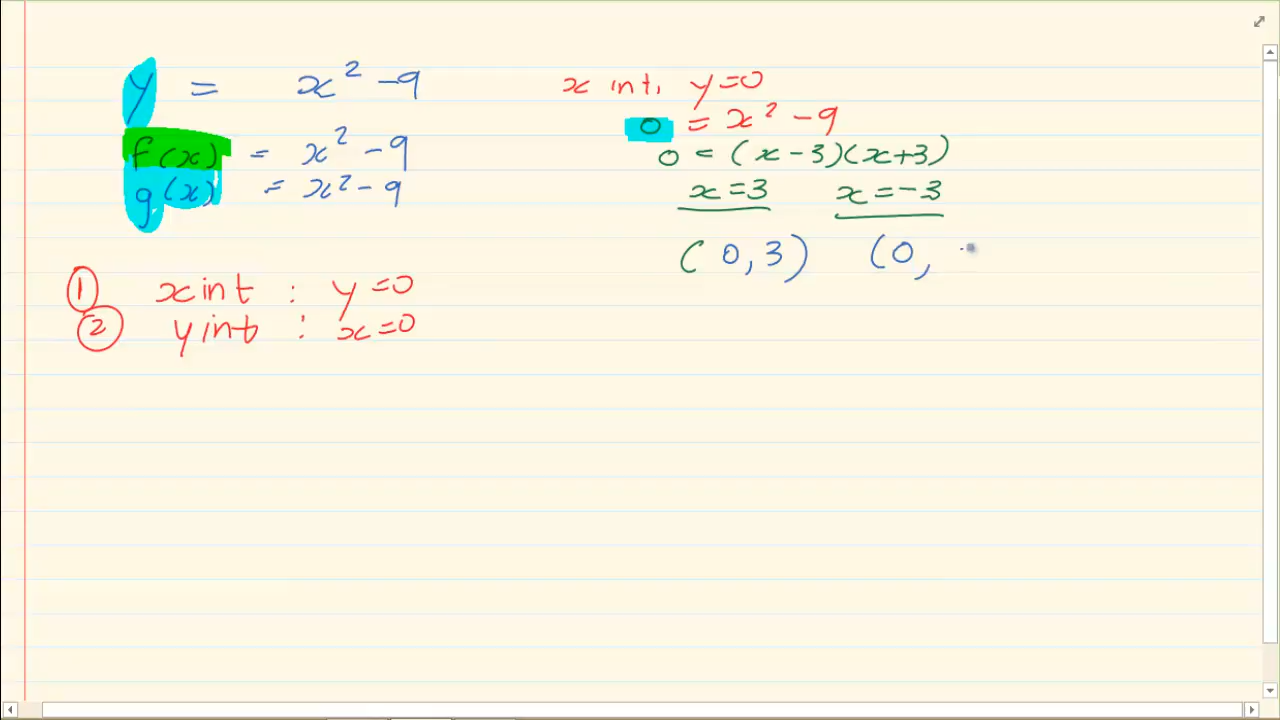 y = x² - 9
f(x) = x² - 9
g(x) = x² - 9
① x int : y = 0
② y int : x = 0
x int, y = 0
0 = x² - 9
0 = (x - 3)(x + 3)
x = 3 x = -3
(0, 3) (0, -